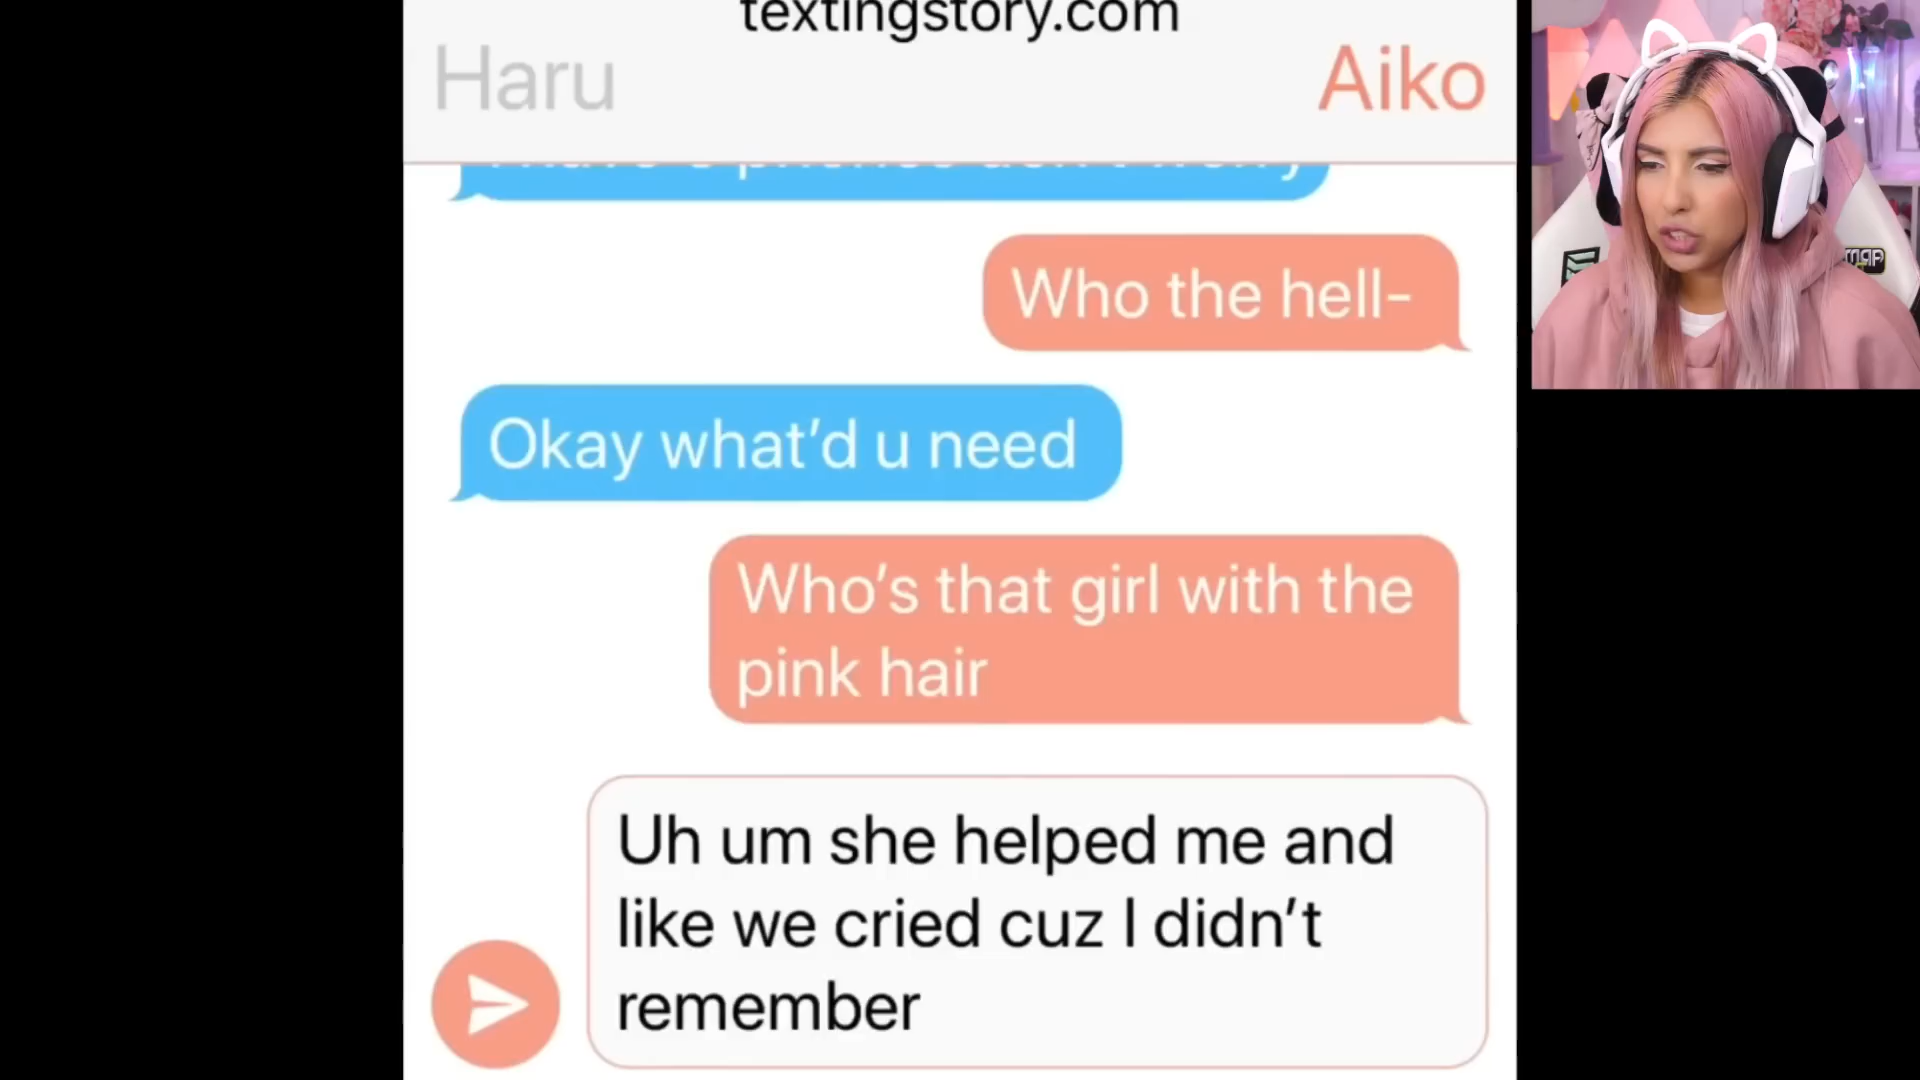 textingstory.com
Haru
Aiko
Who the hell-
Okay what'd u need
Who's that girl with the
pink hair
Uh um she helped me and
like we cried cuz I didn't
remember